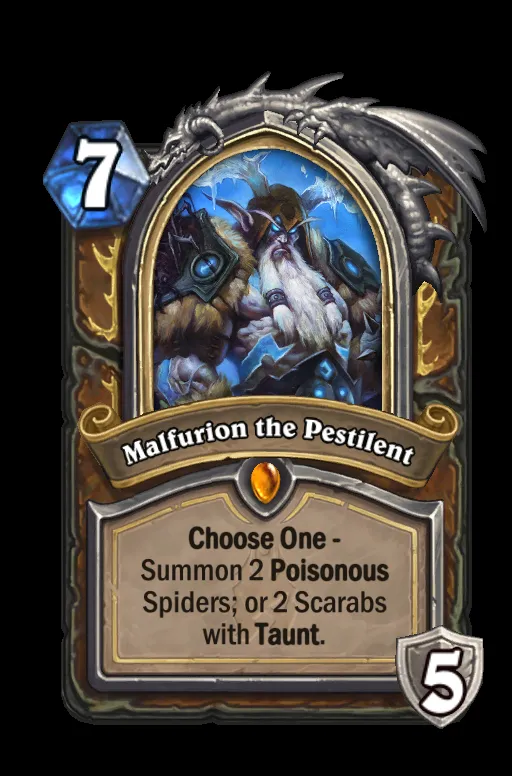 7
Malfurion the Pestilent
Choose One -
Summon 2 Poisonous
Spiders; or 2 Scarabs
with Taunt.
5